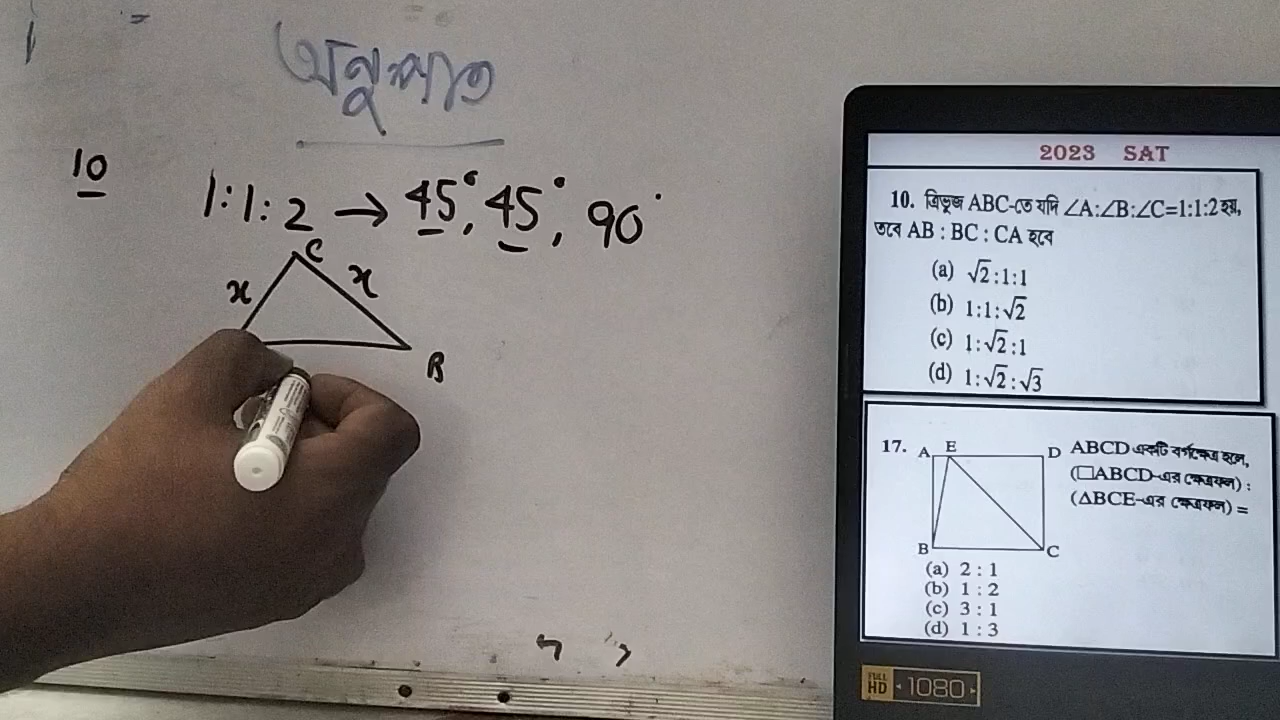 অনুপাত
10
1:1:2 → 45°, 45°, 90°
C
x x
B
2023 SAT
10. ত্রিভুজ ABC-তে যদি ∠A:∠B:∠C=1:1:2 হয়,
তবে AB : BC : CA হবে
(a) √2:1:1
(b) 1:1:√2
(c) 1:√2:1
(d) 1:√2:√3
17. A E D ABCD একটি বর্গক্ষেত্র হলে,
(□ABCD-এর ক্ষেত্রফল) :
(ΔBCE-এর ক্ষেত্রফল) =
B C
(a) 2 : 1
(b) 1 : 2
(c) 3 : 1
(d) 1 : 3
FULL HD 1080